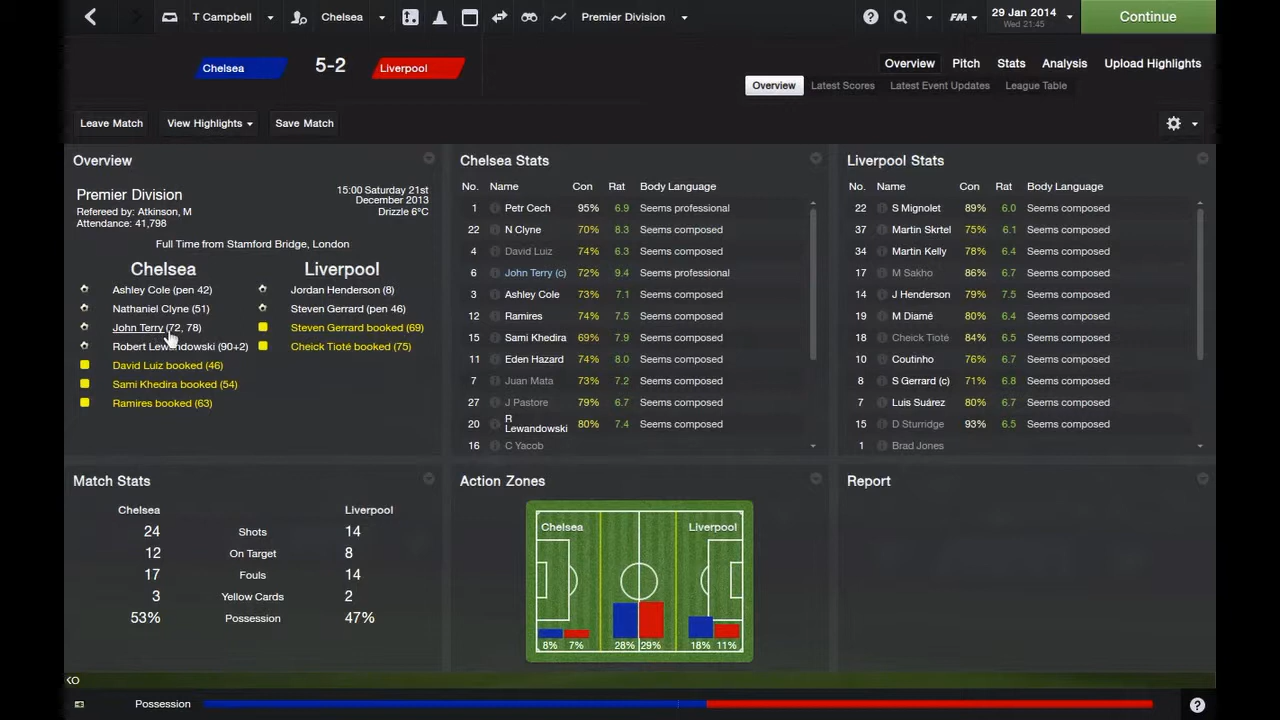 T Campbell
Chelsea
Premier Division
FM
29 Jan 2014
Wed 21:45
Continue
Chelsea
5-2
Liverpool
Overview
Pitch
Stats
Analysis
Upload Highlights
Overview
Latest Scores
Latest Event Updates
League Table
Leave Match
View Highlights
Save Match
Overview
Premier Division
Refereed by: Atkinson, M
Attendance: 41,798
15:00 Saturday 21st
December 2013
Drizzle 6°C
Full Time from Stamford Bridge, London
Chelsea
Ashley Cole (pen 42)
Nathaniel Clyne (51)
John Terry (72, 78)
Robert Lewandowski (90+2)
David Luiz booked (46)
Sami Khedira booked (54)
Ramires booked (63)
Liverpool
Jordan Henderson (8)
Steven Gerrard (pen 46)
Steven Gerrard booked (69)
Cheick Tioté booked (75)
Chelsea Stats
No. Name Con Rat Body Language
1 Petr Cech 95% 6.9 Seems professional
22 N Clyne 70% 8.3 Seems composed
4 David Luiz 74% 6.3 Seems composed
6 John Terry (c) 72% 9.4 Seems professional
3 Ashley Cole 73% 7.1 Seems composed
12 Ramires 74% 7.5 Seems composed
15 Sami Khedira 69% 7.9 Seems composed
11 Eden Hazard 74% 8.0 Seems composed
7 Juan Mata 73% 7.2 Seems composed
27 J Pastore 79% 6.7 Seems composed
20 R Lewandowski 80% 7.4 Seems composed
16 C Yacob
Liverpool Stats
No. Name Con Rat Body Language
22 S Mignolet 89% 6.0 Seems composed
37 Martin Skrtel 75% 6.1 Seems composed
34 Martin Kelly 78% 6.4 Seems composed
17 M Sakho 86% 6.7 Seems composed
14 J Henderson 79% 7.5 Seems composed
19 M Diamé 80% 6.4 Seems composed
18 Cheick Tioté 84% 6.5 Seems composed
10 Coutinho 76% 6.7 Seems composed
8 S Gerrard (c) 71% 6.8 Seems composed
7 Luis Suárez 80% 6.7 Seems composed
15 D Sturridge 93% 6.5 Seems composed
1 Brad Jones
Match Stats
Chelsea Liverpool
24 Shots 14
12 On Target 8
17 Fouls 14
3 Yellow Cards 2
53% Possession 47%
Action Zones
Chelsea Liverpool
8% 7% 28% 29% 18% 11%
Report
Possession